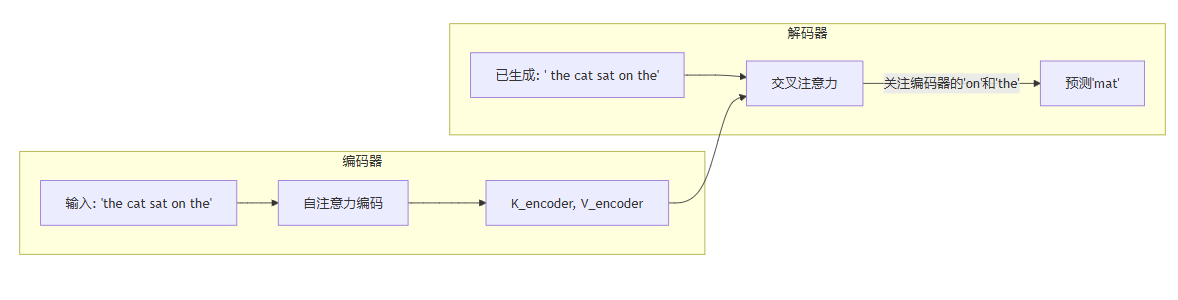 解码器
已生成: ' the cat sat on the'
交叉注意力
关注编码器的'on'和'the'
预测'mat'
编码器
输入: 'the cat sat on the'
自注意力编码
K_encoder, V_encoder